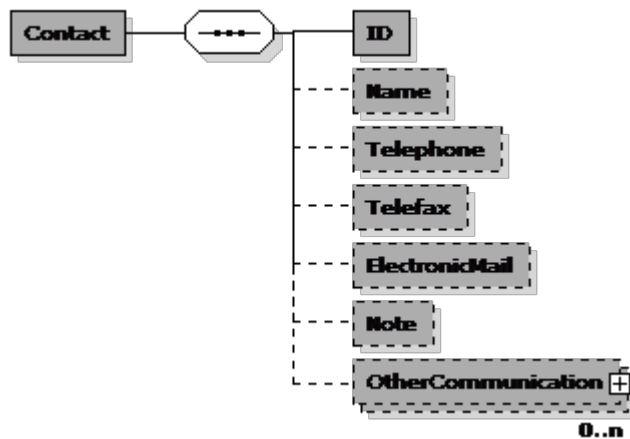 Contact
ID
Name
Telephone
Telefax
ElectronicMail
Note
OtherCommunication
0..n